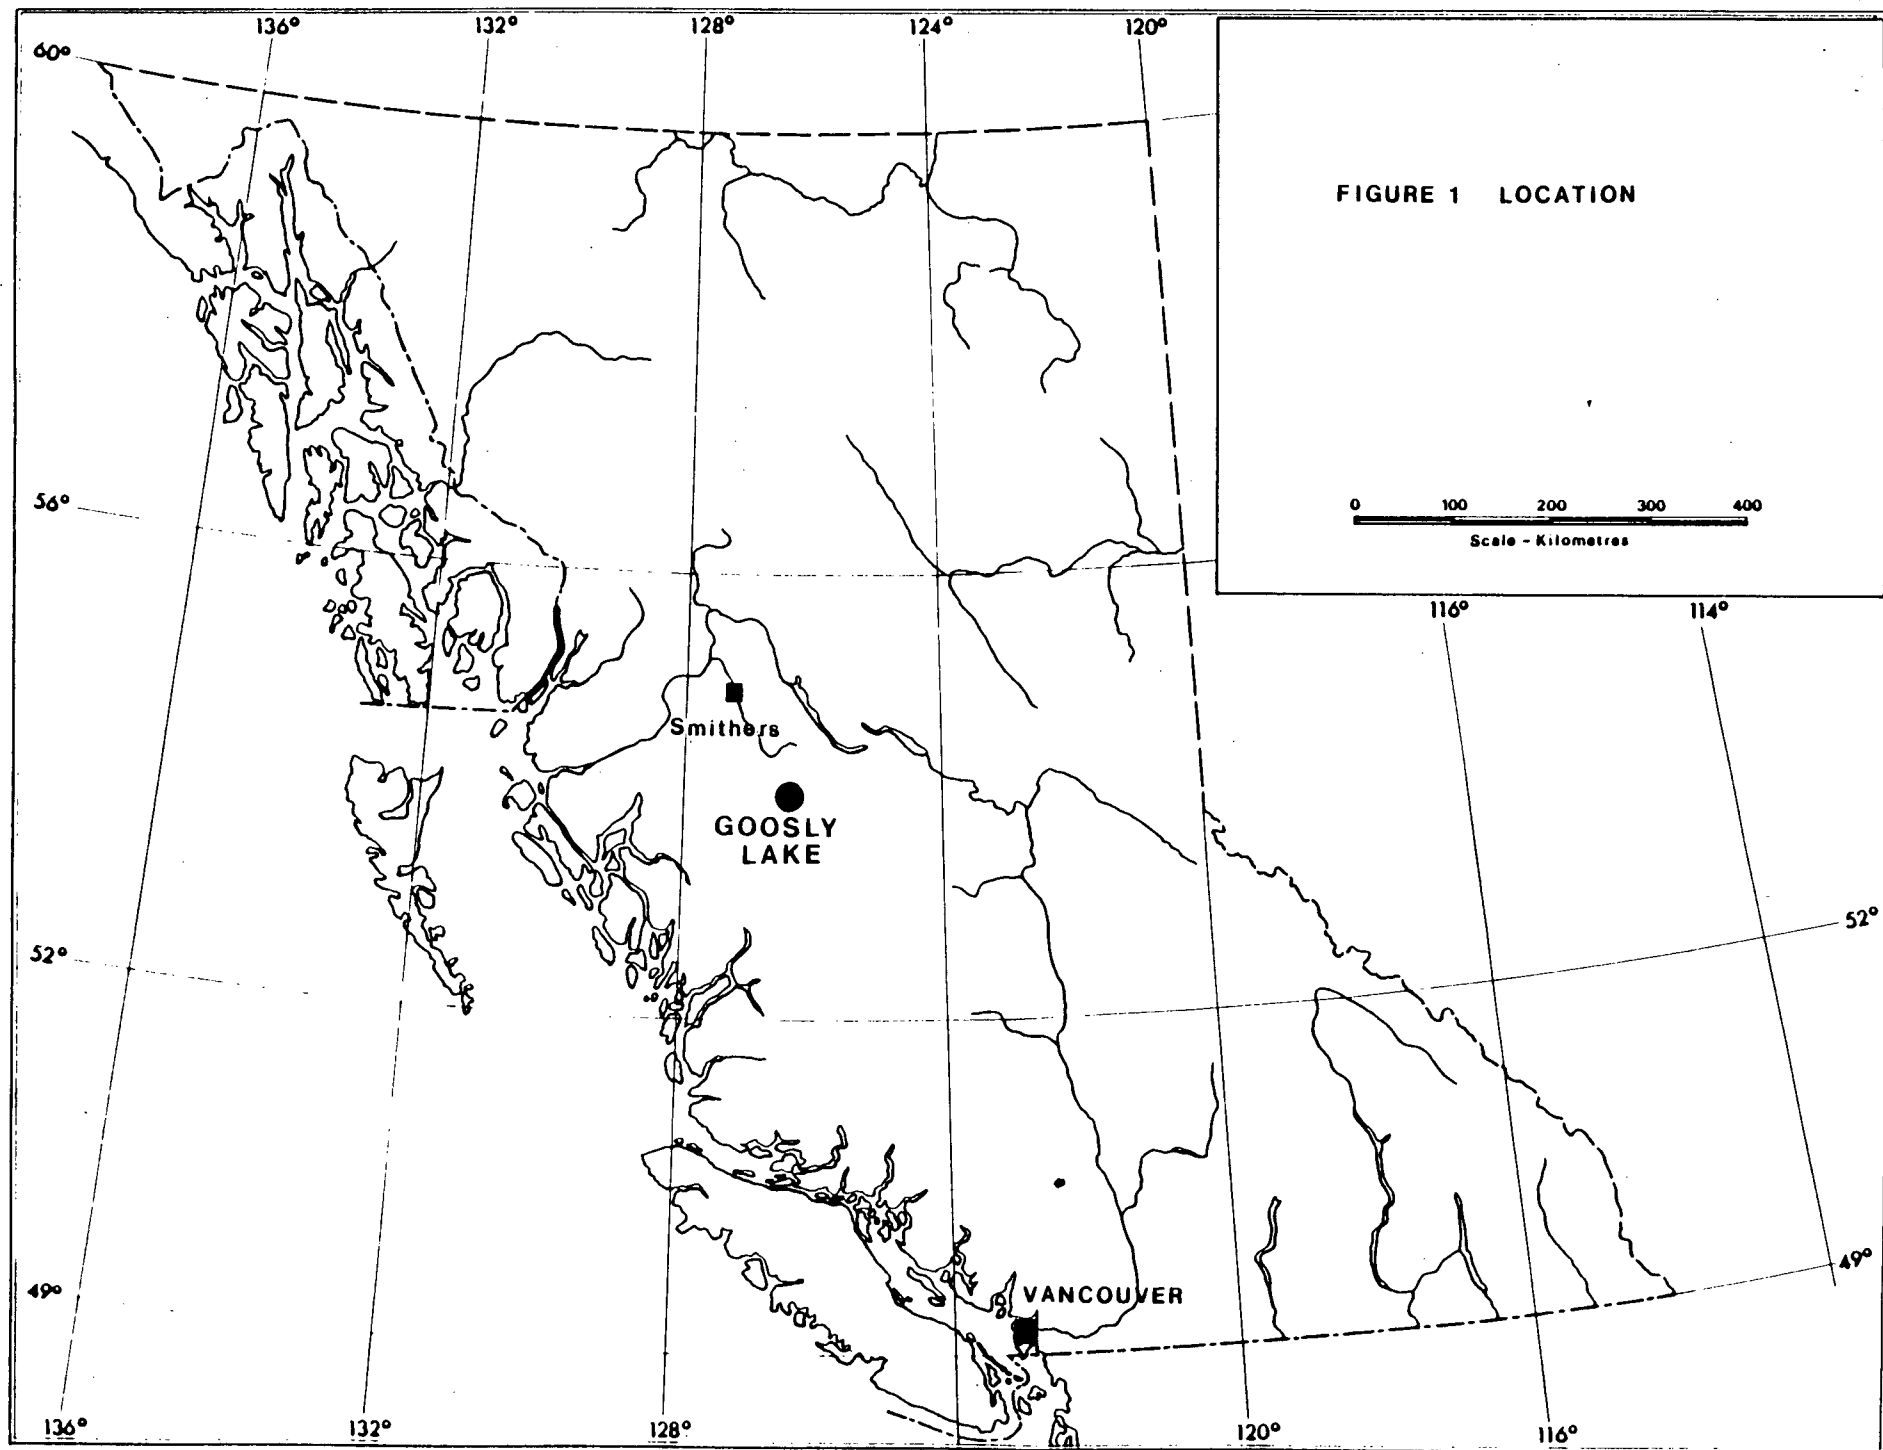 136° 132° 128° 124° 120°
60°
FIGURE 1 LOCATION
56°
0 100 200 300 400
Scale - Kilometres
116° 114°
Smithers
GOOSLY
LAKE
52°
52°
49°
VANCOUVER
49°
136° 132° 128° 120° 116°